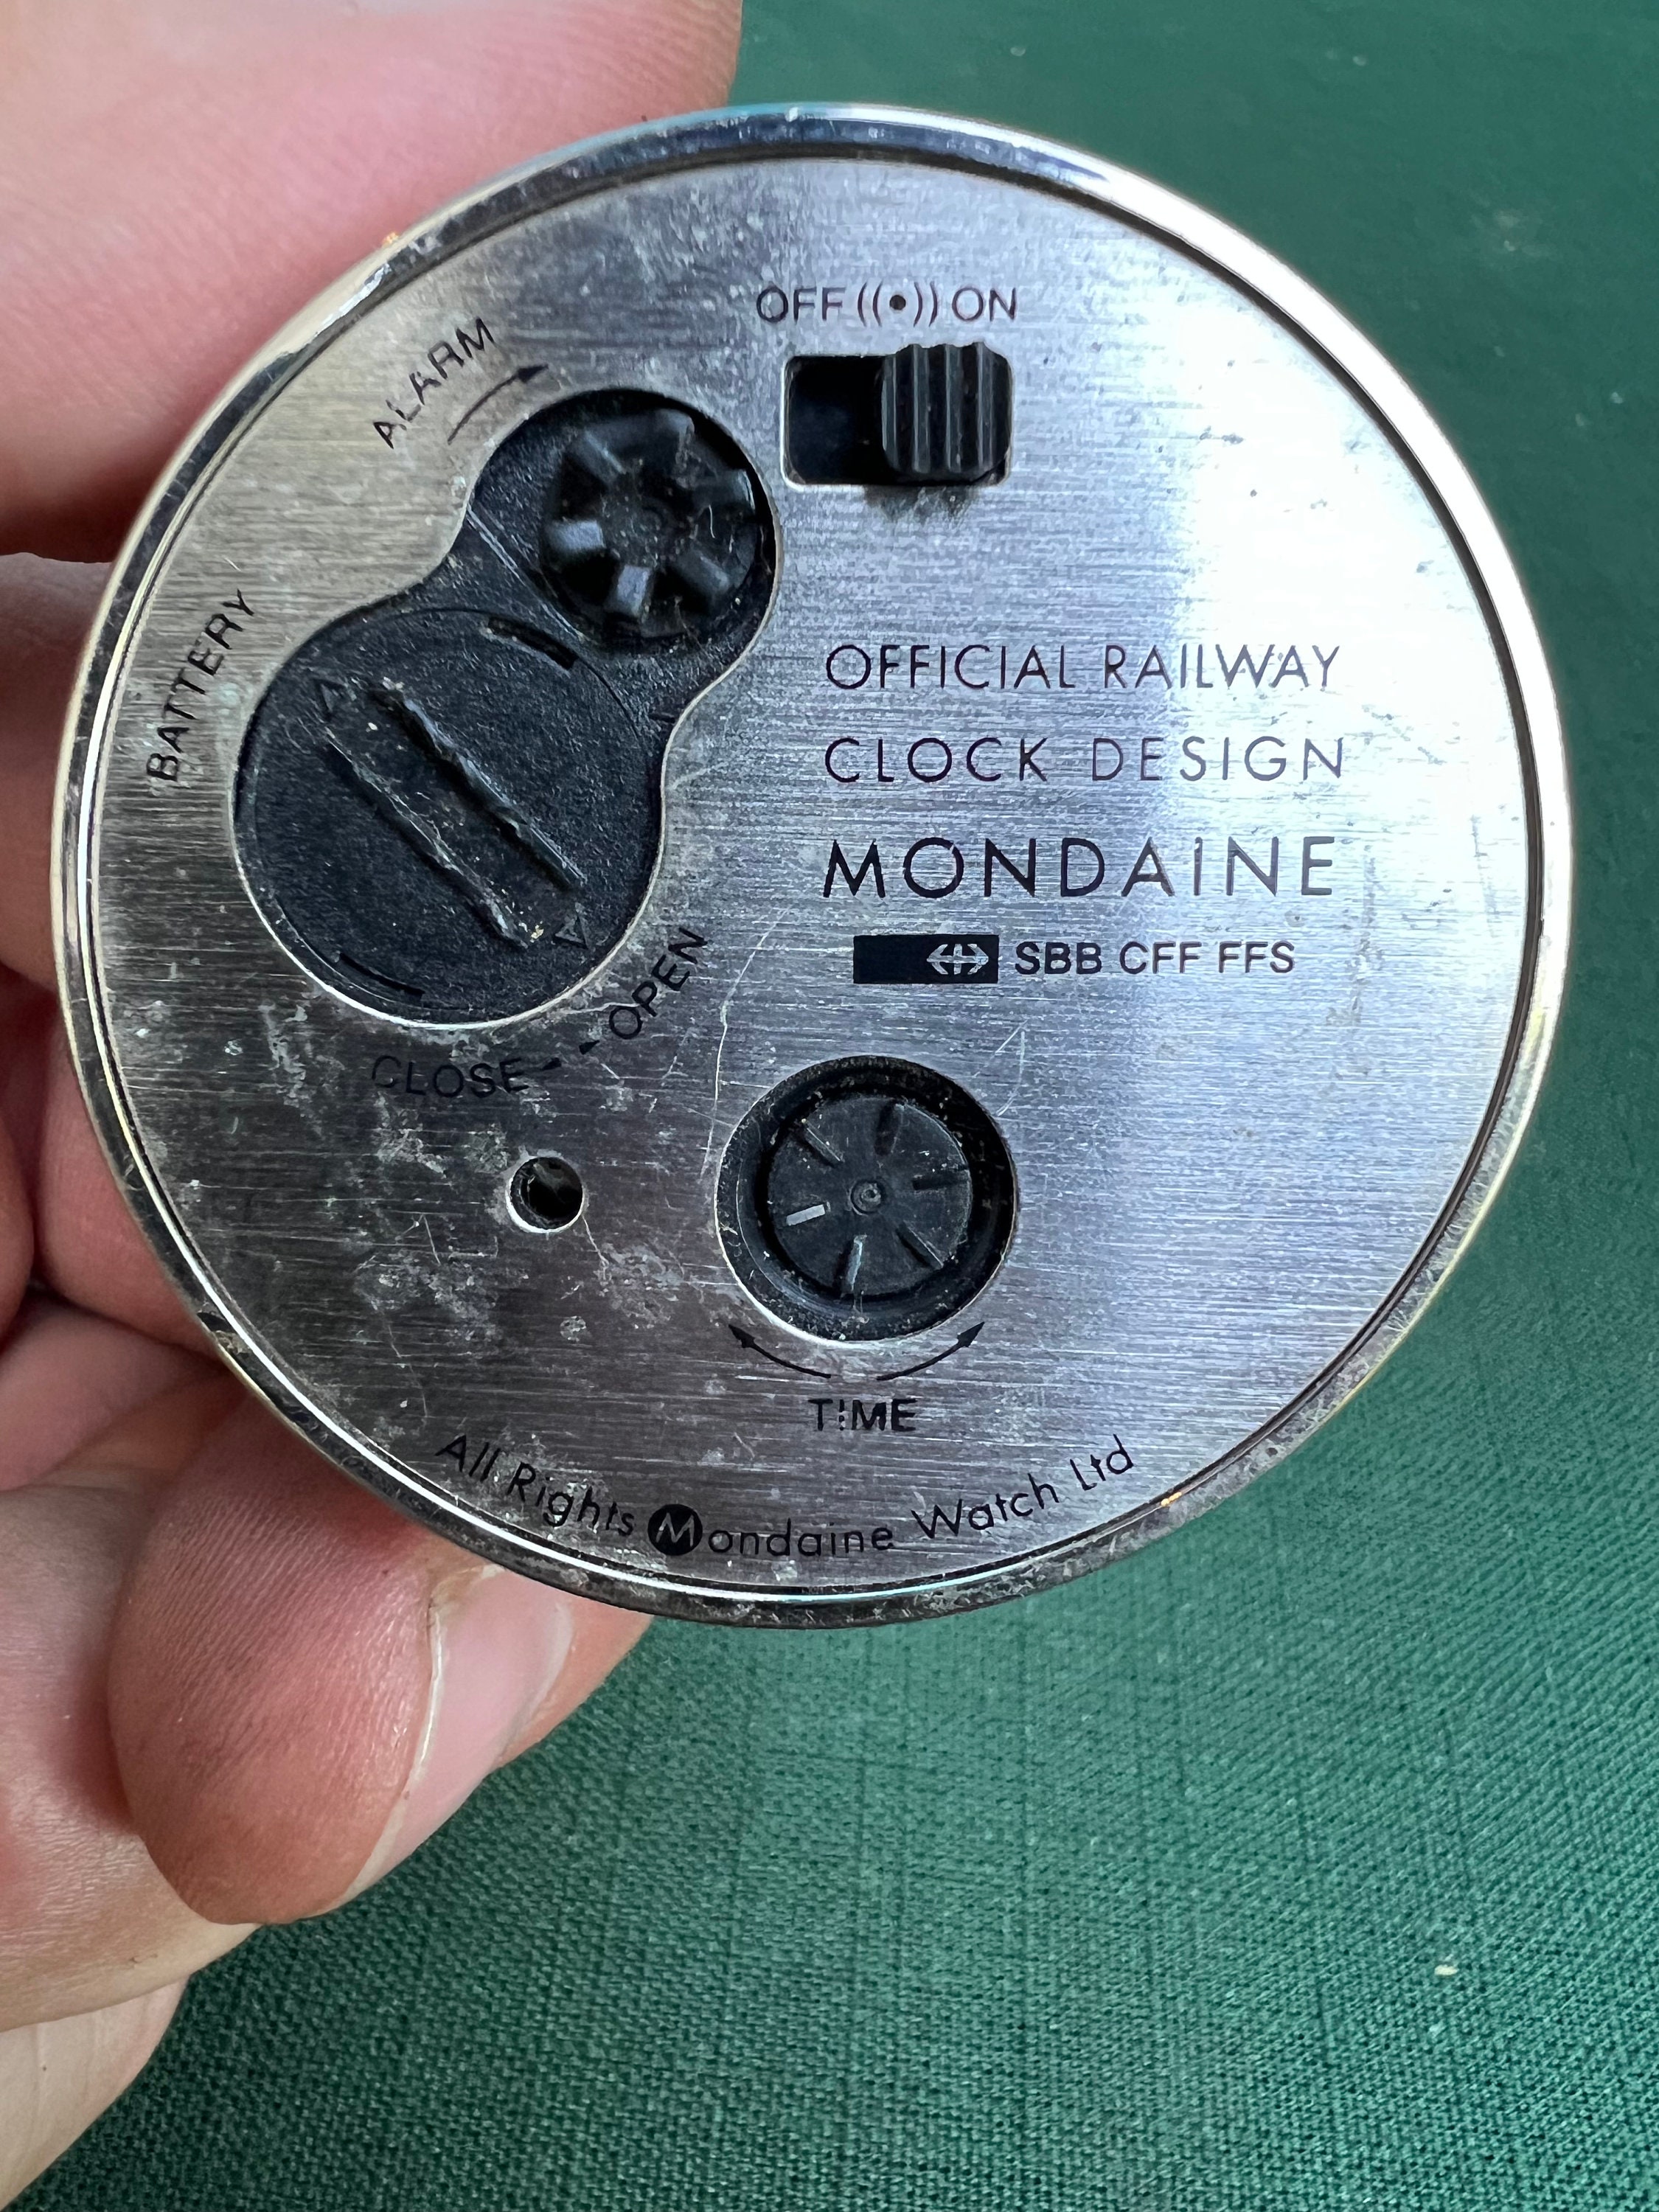 OFF ((•)) ON
ALARM
BATTERY
OFFICIAL RAILWAY
CLOCK DESIGN
MONDAINE
SBB CFF FFS
CLOSE OPEN
TIME
All Rights Mondaine Watch Ltd